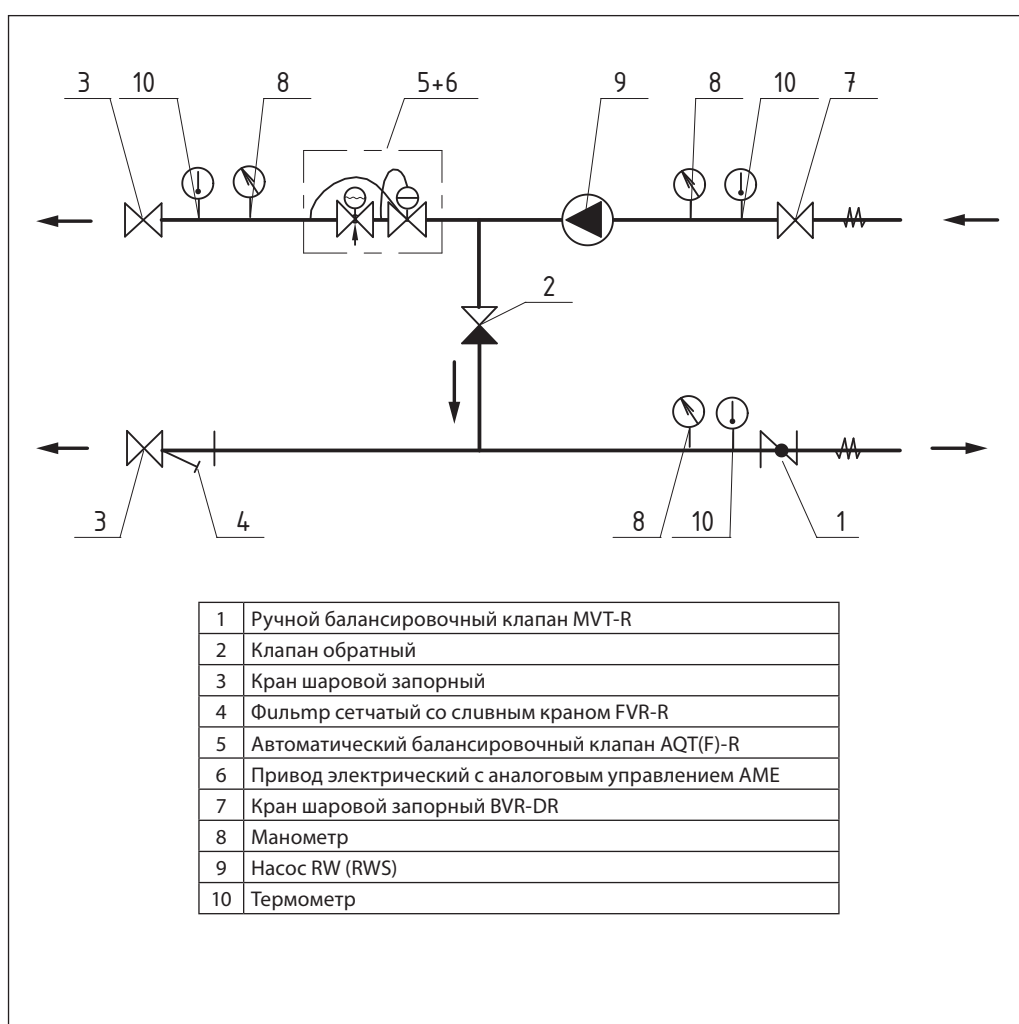 3 10 8 5+6 9 8 10 7
2
3 4 8 10 1
1 Ручной балансировочный клапан MVT-R
2 Клапан обратный
3 Кран шаровой запорный
4 Фuльmр сетчатый со слuвным краном FVR-R
5 Автоматический балансировочный клапан AQT(F)-R
6 Привод электрический с аналоговым управлением AME
7 Кран шаровой запорный BVR-DR
8 Манометр
9 Насос RW (RWS)
10 Термометр